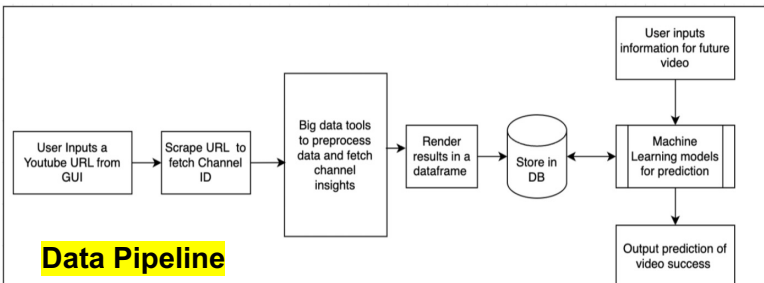 User Inputs a
Youtube URL from
GUI
Scrape URL to
fetch Channel
ID
Big data tools
to preprocess
data and fetch
channel
insights
Render
results in a
dataframe
Store in
DB
User inputs
information for future
video
Machine
Learning models
for prediction
Output prediction of
video success
Data Pipeline